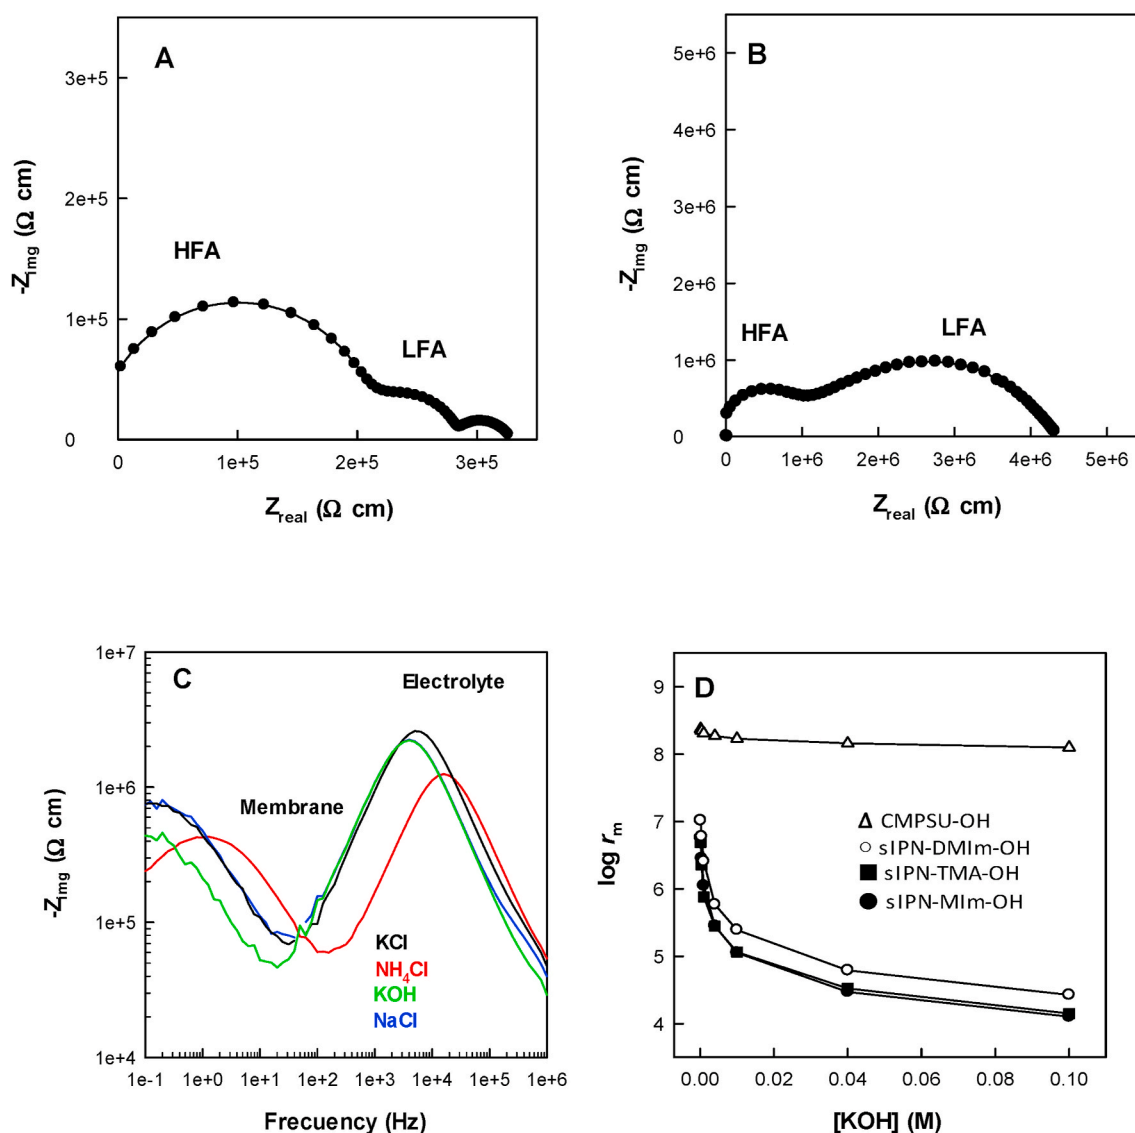 A
3e+5
2e+5
1e+5
0
-Zimg (Ω cm)
HFA
LFA
0 1e+5 2e+5 3e+5
Zreal (Ω cm)
B
5e+6
4e+6
3e+6
2e+6
1e+6
0
-Zimg (Ω cm)
HFA
LFA
0 1e+6 2e+6 3e+6 4e+6 5e+6
Zreal (Ω cm)
C
1e+7
1e+6
1e+5
1e+4
-Zimg (Ω cm)
Electrolyte
Membrane
KCl
NH4Cl
KOH
NaCl
1e-1 1e+0 1e+1 1e+2 1e+3 1e+4 1e+5 1e+6
Frecuency (Hz)
D
9
8
7
6
5
4
log rm
CMPSU-OH
sIPN-DMIm-OH
sIPN-TMA-OH
sIPN-MIm-OH
0.00 0.02 0.04 0.06 0.08 0.10
[KOH] (M)